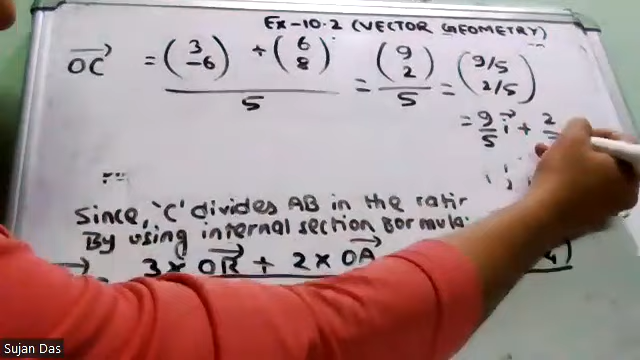 Ex-10.2 (VECTOR GEOMETRY)
OC→ = (3 -6) + (6 8) / 5 = (9 2) / 5 = (9/5 2/5)
= 9/5 i→ + 2
Since, 'C' divides AB in the ratio
By using internal section formula
3 × OB→ + 2 × OA→
Sujan Das